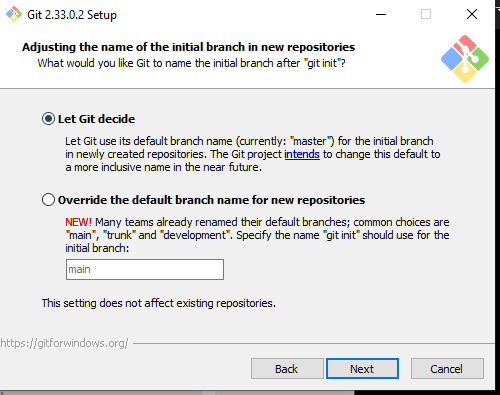 Git 2.33.0.2 Setup
Adjusting the name of the initial branch in new repositories
What would you like Git to name the initial branch after "git init"?
Let Git decide
Let Git use its default branch name (currently: "master") for the initial branch
in newly created repositories. The Git project intends to change this default to
a more inclusive name in the near future.
Override the default branch name for new repositories
NEW! Many teams already renamed their default branches; common choices are
"main", "trunk" and "development". Specify the name "git init" should use for the
initial branch:
main
This setting does not affect existing repositories.
https://gitforwindows.org/
Back
Next
Cancel